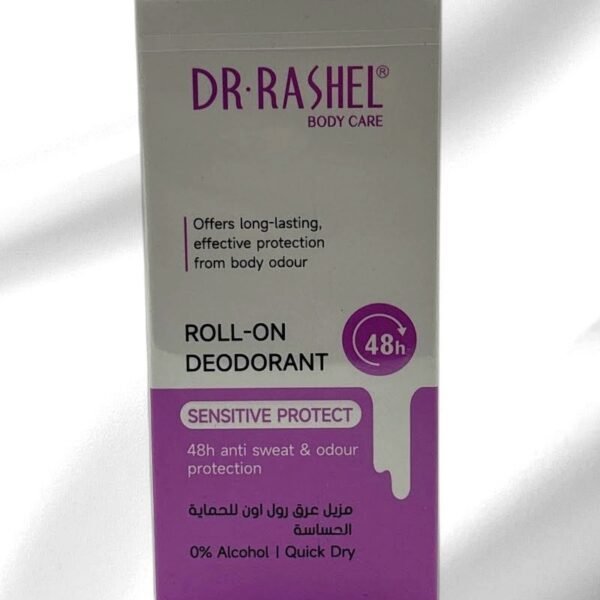 DR·RASHEL®
BODY CARE
Offers long-lasting,
effective protection
from body odour
ROLL-ON
DEODORANT
48h
SENSITIVE PROTECT
48h anti sweat & odour
protection
مزيل عرق رول اون للحماية
الحساسة
0% Alcohol | Quick Dry